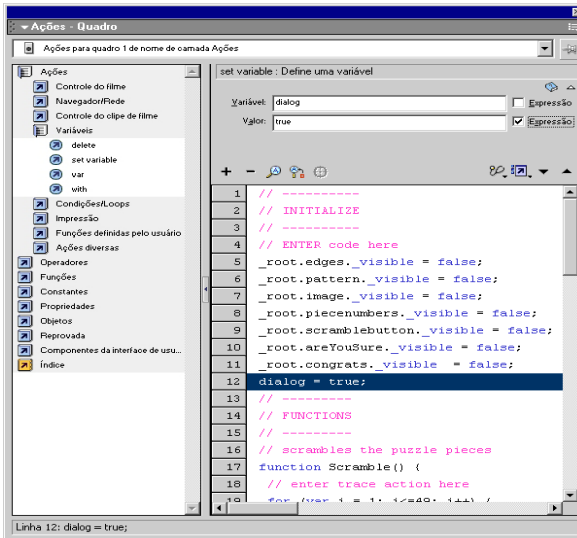 Ações - Quadro
Ações para quadro 1 de nome de camada Ações
Ações
Controle do filme
Navegador/Rede
Controle do clipe de filme
Variáveis
delete
set variable
var
with
Condições/Loops
Impressão
Funções definidas pelo usuário
Ações diversas
Operadores
Funções
Constantes
Propriedades
Objetos
Reprovada
Componentes da interface de usu...
Índice
set variable : Define uma variável
Variável: dialog Expressão
Valor: true Expressão
1 // ----------
2 // INITIALIZE
3 // ----------
4 // ENTER code here
5 _root.edges._visible = false;
6 _root.pattern._visible = false;
7 _root.image._visible = false;
8 _root.piecenumbers._visible = false;
9 _root.scramblebutton._visible = false;
10 _root.areYouSure._visible = false;
11 _root.congrats._visible  = false;
12 dialog = true;
13 // ---------
14 // FUNCTIONS
15 // ---------
16 // scrambles the puzzle pieces
17 function Scramble() {
18 // enter trace action here
19 for (var i = 1; i<=49; i++) {
Linha 12: dialog = true;